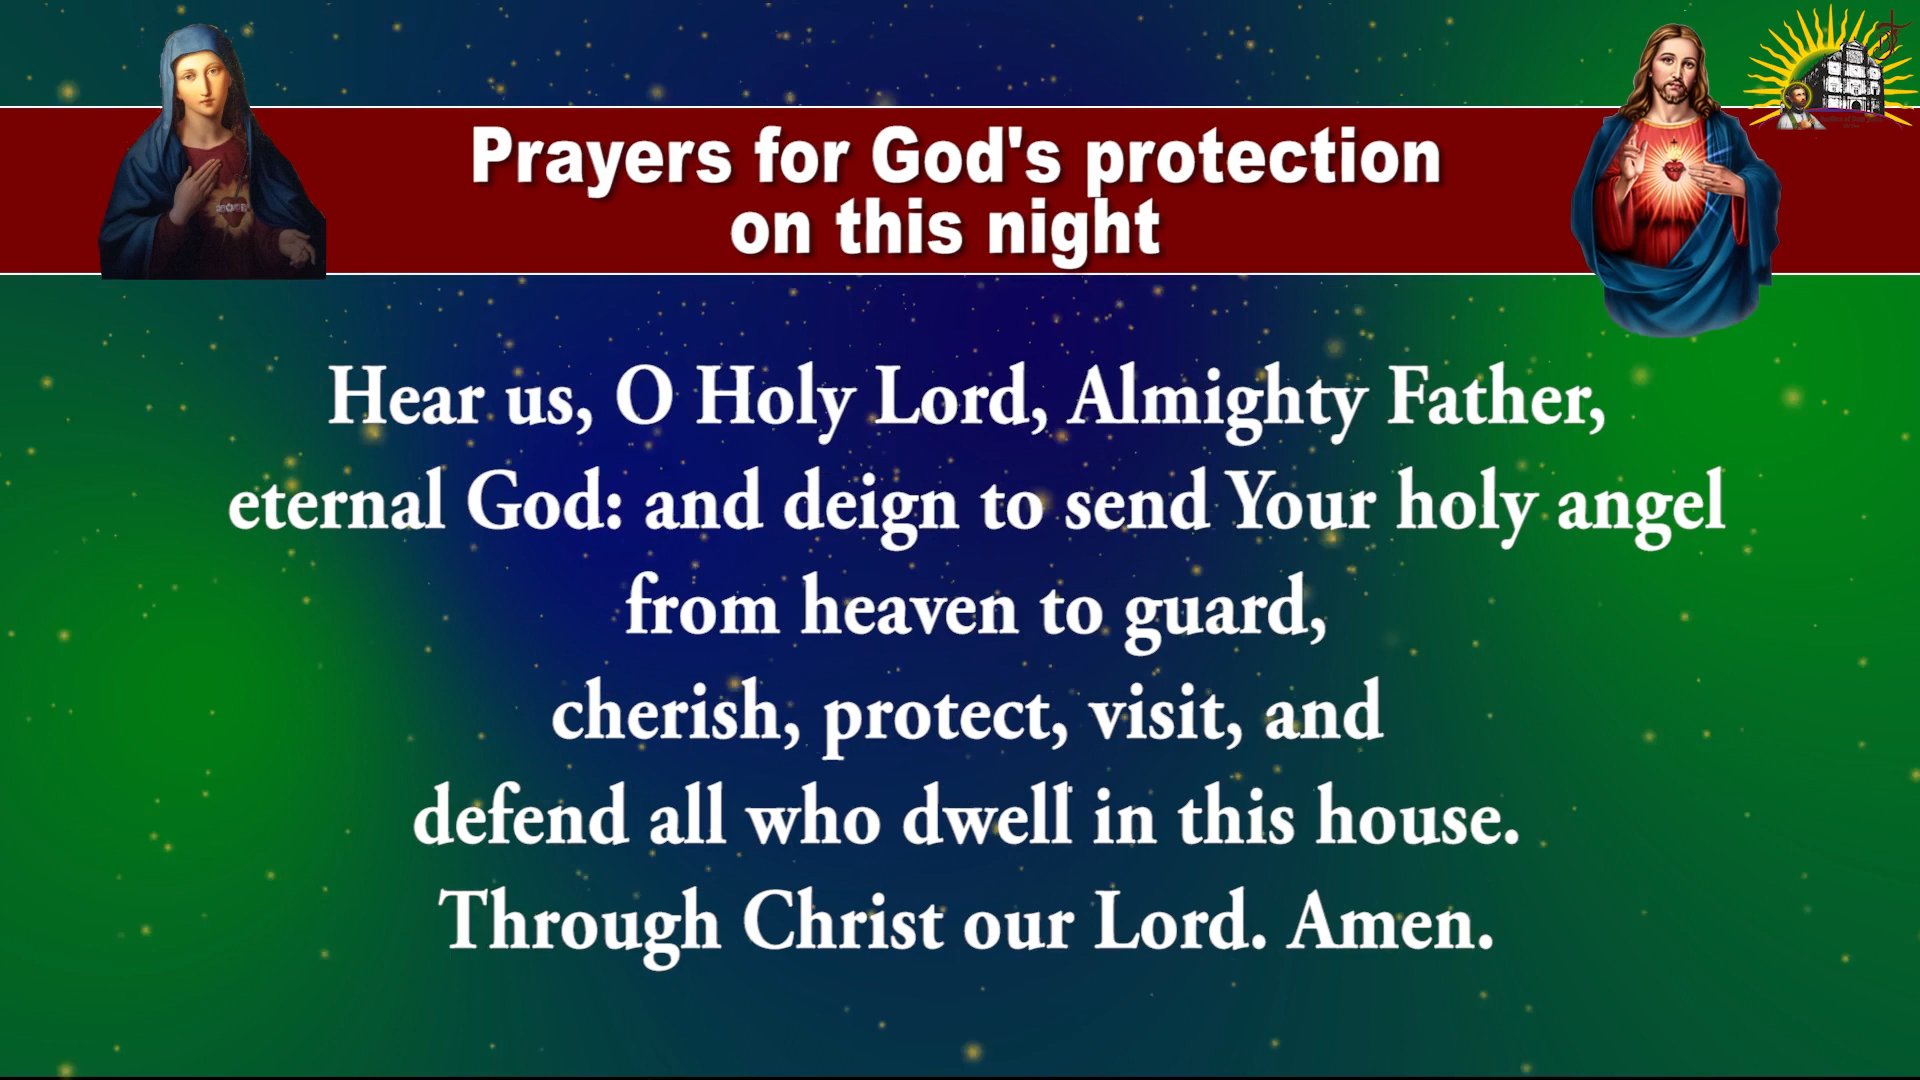 Prayers for God's protection
on this night
Hear us, O Holy Lord, Almighty Father,
eternal God: and deign to send Your holy angel
from heaven to guard,
cherish, protect, visit, and
defend all who dwell in this house.
Through Christ our Lord. Amen.